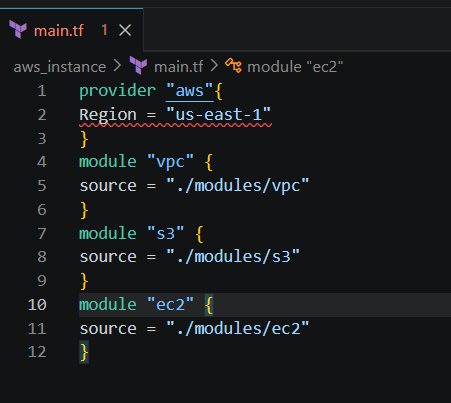 main.tf 1
aws_instance > main.tf > module "ec2"
1 provider "aws"{
2 Region = "us-east-1"
3 }
4 module "vpc" {
5 source = "./modules/vpc"
6 }
7 module "s3" {
8 source = "./modules/s3"
9 }
10 module "ec2" {
11 source = "./modules/ec2"
12 }